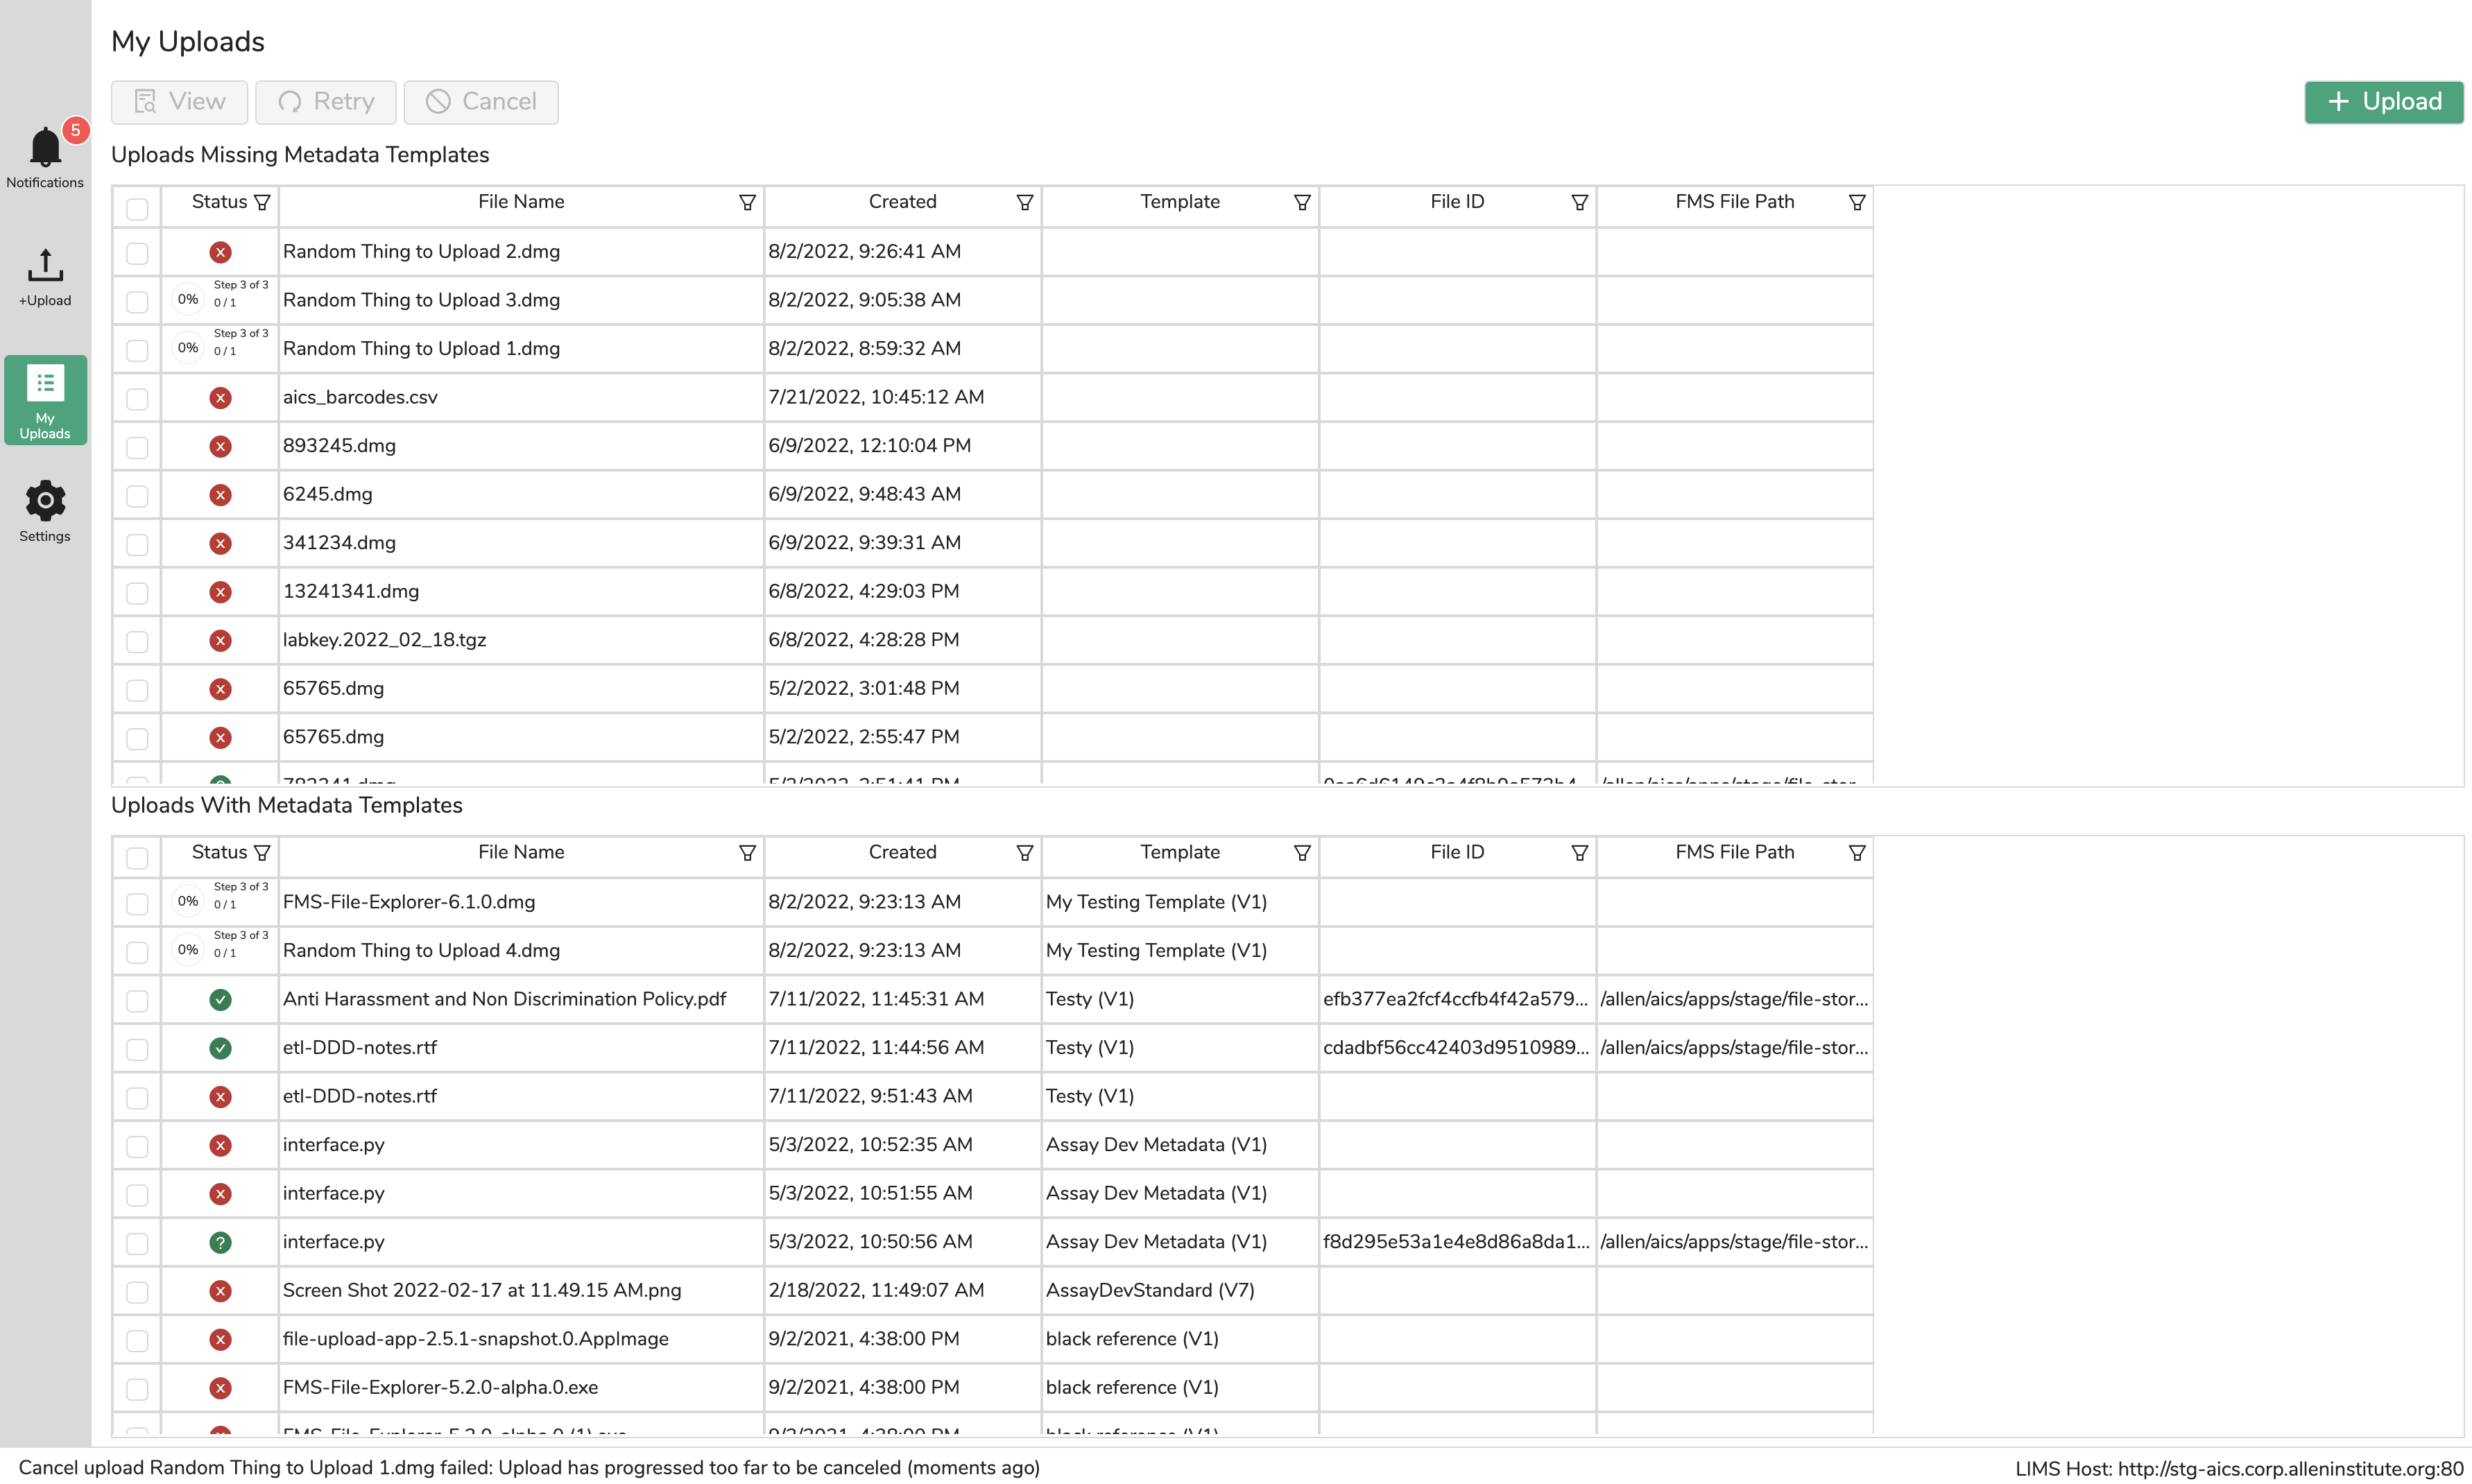 My Uploads
View Retry Cancel + Upload
5
Notifications
+Upload
My
Uploads
Settings
Uploads Missing Metadata Templates
Status File Name Created Template File ID FMS File Path
Random Thing to Upload 2.dmg 8/2/2022, 9:26:41 AM
0% Step 3 of 3
0 / 1
Random Thing to Upload 3.dmg 8/2/2022, 9:05:38 AM
0% Step 3 of 3
0 / 1
Random Thing to Upload 1.dmg 8/2/2022, 8:59:32 AM
aics_barcodes.csv 7/21/2022, 10:45:12 AM
893245.dmg 6/9/2022, 12:10:04 PM
6245.dmg 6/9/2022, 9:48:43 AM
341234.dmg 6/9/2022, 9:39:31 AM
13241341.dmg 6/8/2022, 4:29:03 PM
labkey.2022_02_18.tgz 6/8/2022, 4:28:28 PM
65765.dmg 5/2/2022, 3:01:48 PM
65765.dmg 5/2/2022, 2:55:47 PM
Uploads With Metadata Templates
Status File Name Created Template File ID FMS File Path
0% Step 3 of 3
0 / 1
FMS-File-Explorer-6.1.0.dmg 8/2/2022, 9:23:13 AM My Testing Template (V1)
0% Step 3 of 3
0 / 1
Random Thing to Upload 4.dmg 8/2/2022, 9:23:13 AM My Testing Template (V1)
Anti Harassment and Non Discrimination Policy.pdf 7/11/2022, 11:45:31 AM Testy (V1) efb377ea2fcf4ccfb4f42a579... /allen/aics/apps/stage/file-stor...
etl-DDD-notes.rtf 7/11/2022, 11:44:56 AM Testy (V1) cdadbf56cc42403d9510989... /allen/aics/apps/stage/file-stor...
etl-DDD-notes.rtf 7/11/2022, 9:51:43 AM Testy (V1)
interface.py 5/3/2022, 10:52:35 AM Assay Dev Metadata (V1)
interface.py 5/3/2022, 10:51:55 AM Assay Dev Metadata (V1)
? interface.py 5/3/2022, 10:50:56 AM Assay Dev Metadata (V1) f8d295e53a1e4e8d86a8da1... /allen/aics/apps/stage/file-stor...
Screen Shot 2022-02-17 at 11.49.15 AM.png 2/18/2022, 11:49:07 AM AssayDevStandard (V7)
file-upload-app-2.5.1-snapshot.0.AppImage 9/2/2021, 4:38:00 PM black reference (V1)
FMS-File-Explorer-5.2.0-alpha.0.exe 9/2/2021, 4:38:00 PM black reference (V1)
Cancel upload Random Thing to Upload 1.dmg failed: Upload has progressed too far to be canceled (moments ago)
LIMS Host: http://stg-aics.corp.alleninstitute.org:80